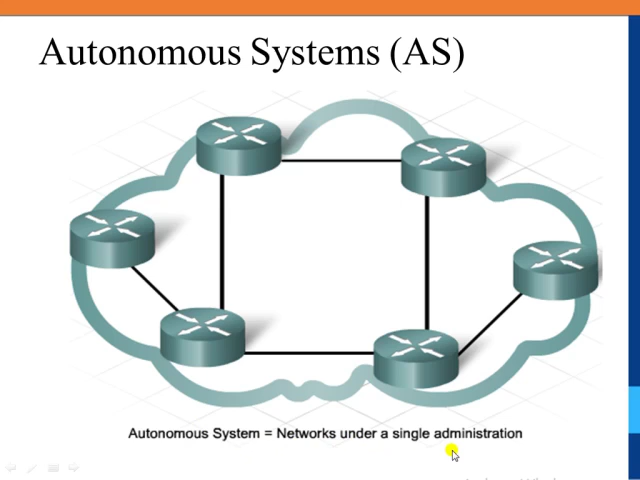 Autonomous Systems (AS)
Autonomous System = Networks under a single administration